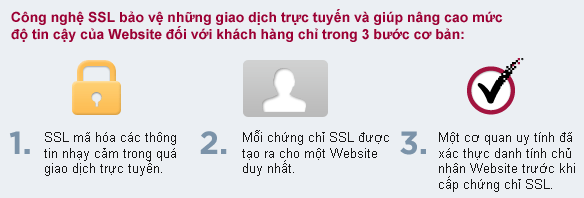 Công nghệ SSL bảo vệ những giao dịch trực tuyến và giúp nâng cao mức
độ tin cậy của Website đối với khách hàng chỉ trong 3 bước cơ bản:
1. SSL mã hóa các thông
tin nhạy cảm trong quá
giao dịch trực tuyến.
2. Mỗi chứng chỉ SSL được
tạo ra cho một Website
duy nhất.
3. Một cơ quan uy tính đã
xác thực danh tính chủ
nhân Website trước khi
cấp chứng chỉ SSL.